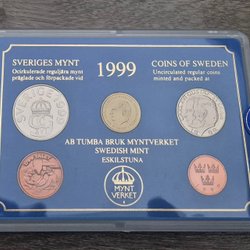 SVERIGES MYNT
Ocirkulerade reguljära mynt
präglade och förpackade vid
1999
COINS OF SWEDEN
Uncirculated regular coins
minted and packed at
AB TUMBA BRUK MYNTVERKET
SWEDISH MINT
ESKILSTUNA
MYNT
VERKET